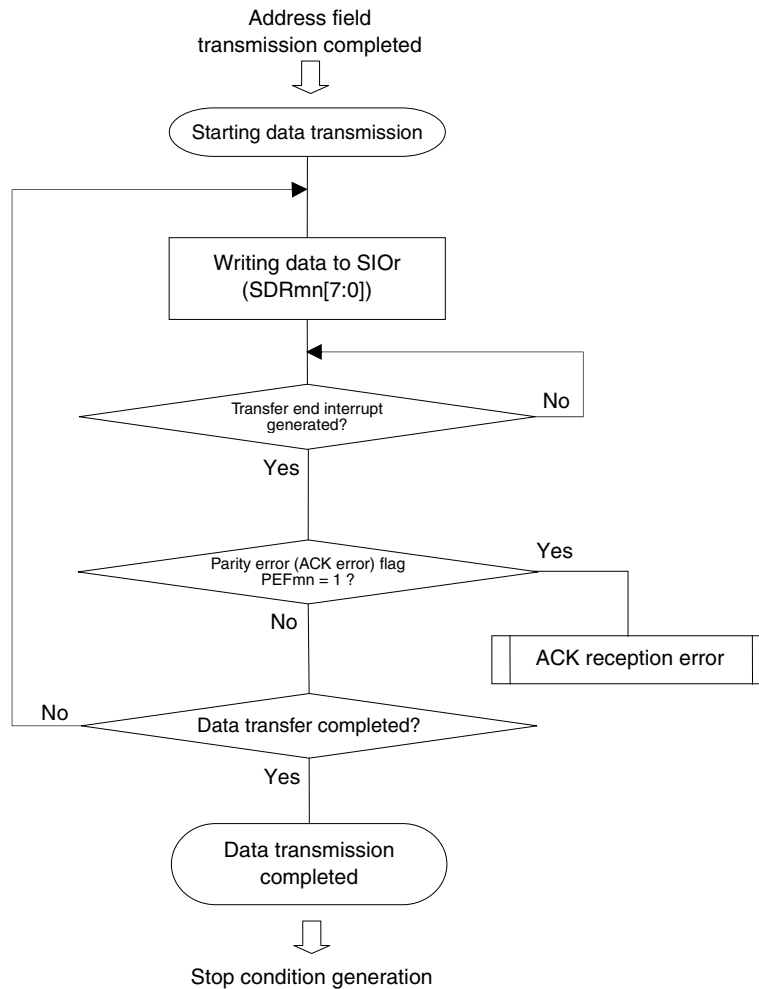 Address field
transmission completed
Starting data transmission
Writing data to SIOr
(SDRmn[7:0])
Transfer end interrupt
generated?
No
Yes
Parity error (ACK error) flag
PEFmn = 1 ?
Yes
No
ACK reception error
Data transfer completed?
No
Yes
Data transmission
completed
Stop condition generation